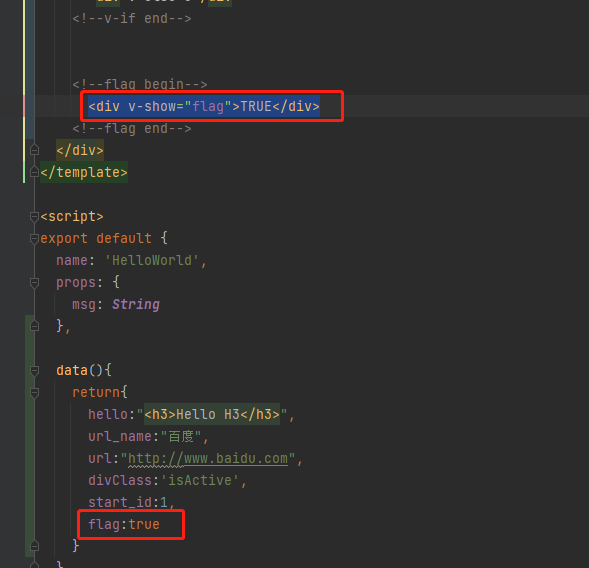 <!--v-if end-->
<!--flag begin-->
<div v-show="flag">TRUE</div>
<!--flag end-->
</div>
</template>
<script>
export default {
name: 'HelloWorld',
props: {
msg: String
},
data(){
return{
hello:"<h3>Hello H3</h3>",
url_name:"百度",
url:"http://www.baidu.com",
divClass:'isActive',
start_id:1,
flag:true
}